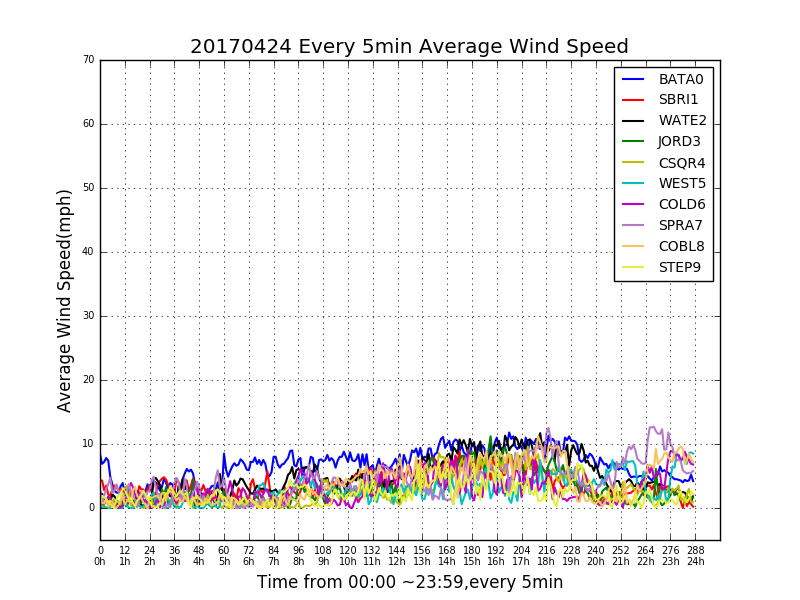 20170424 Every 5min Average Wind Speed
70
60
50
40
30
20
10
0
Average Wind Speed(mph)
BATA0
SBRI1
WATE2
JORD3
CSQR4
WEST5
COLD6
SPRA7
COBL8
STEP9
0 12 24 36 48 60 72 84 96 108 120 132 144 156 168 180 192 204 216 228 240 252 264 276 288
0h 1h 2h 3h 4h 5h 6h 7h 8h 9h 10h 11h 12h 13h 14h 15h 16h 17h 18h 19h 20h 21h 22h 23h 24h
Time from 00:00 ~23:59,every 5min